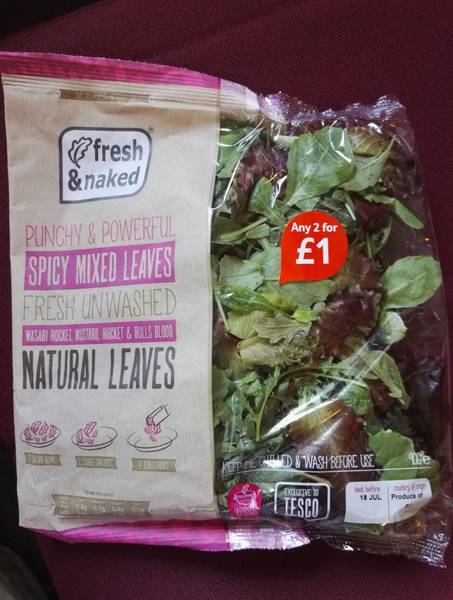 fresh
&naked
PUNCHY & POWERFUL
SPICY MIXED LEAVES
FRESH UNWASHED
WASABI ROCKET, MUSTARD, ROCKET & BULLS BLOOD
NATURAL LEAVES
Any 2 for
£1
KEEP ME CHILLED & WASH BEFORE USE
90g e
EXCLUSIVE TO
TESCO
best before
18 JUL
country of origin
Produce of